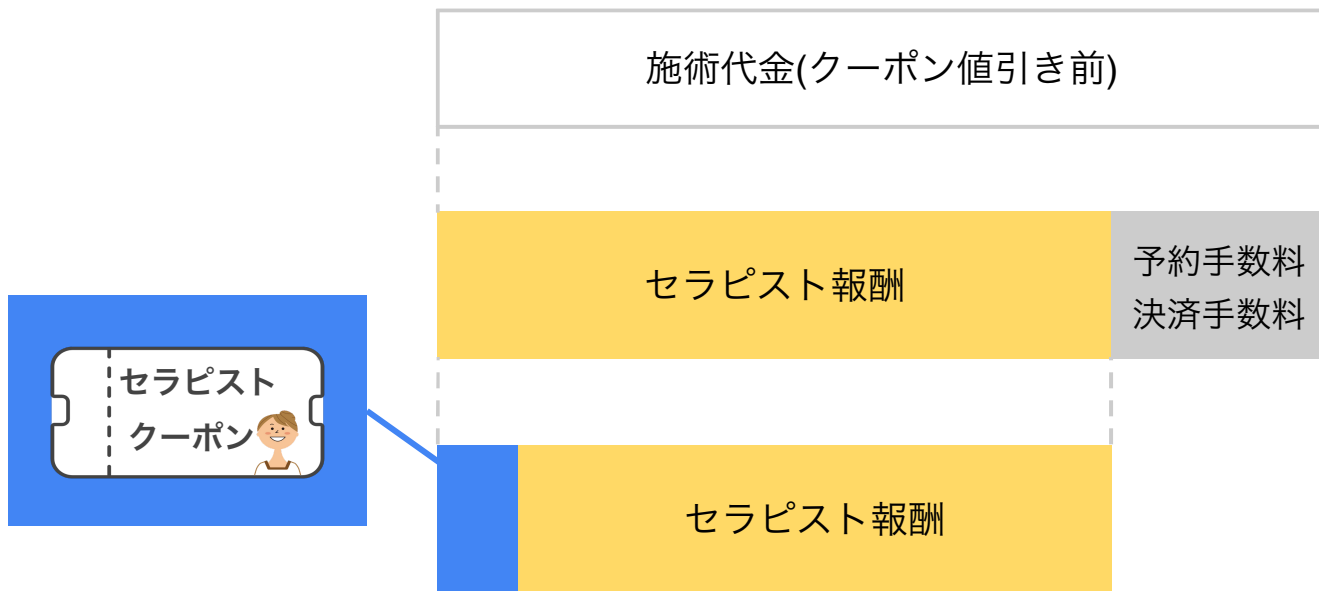 施術代金(クーポン値引き前)
セラピスト報酬
予約手数料
決済手数料
セラピスト
クーポン
セラピスト報酬